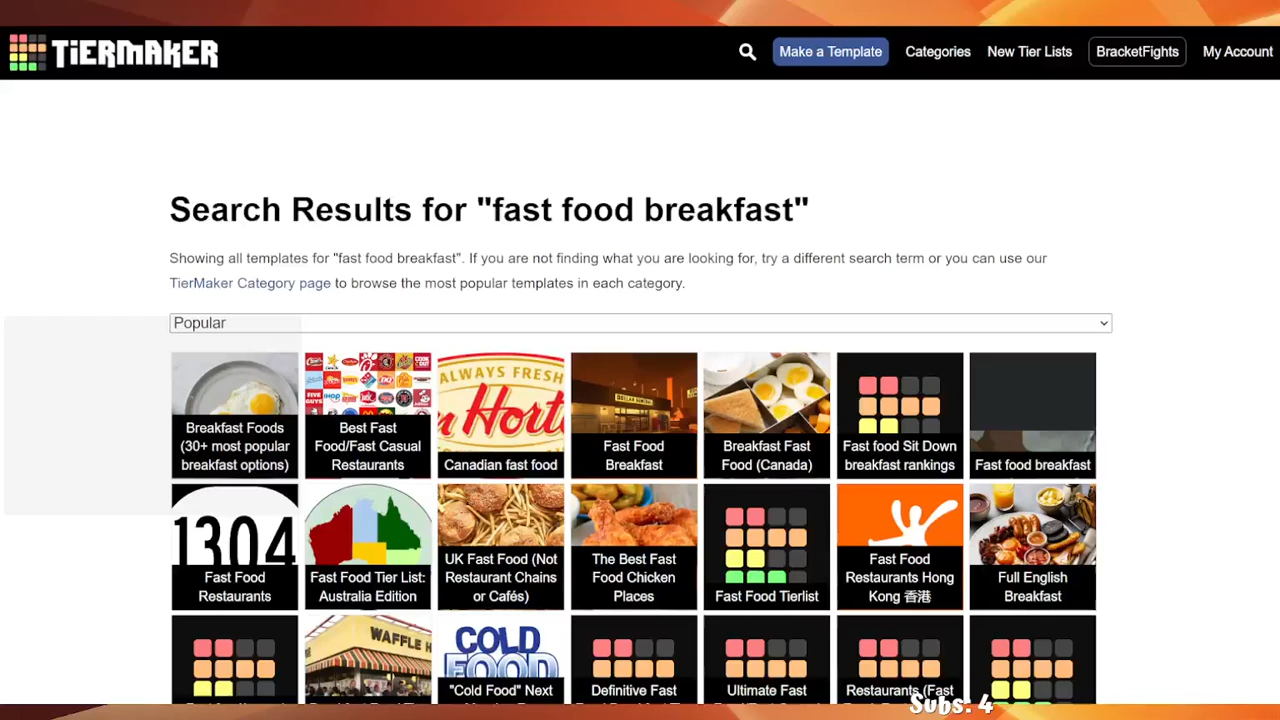 TiERMAKER
Make a Template
Categories
New Tier Lists
BracketFights
My Account
Search Results for "fast food breakfast"
Showing all templates for "fast food breakfast". If you are not finding what you are looking for, try a different search term or you can use our
TierMaker Category page to browse the most popular templates in each category.
Popular
Breakfast Foods
(30+ most popular
breakfast options)
Best Fast
Food/Fast Casual
Restaurants
ALWAYS FRESH
Canadian fast food
DOLLAR GENERAL
Fast Food
Breakfast
Breakfast Fast
Food (Canada)
Fast food Sit Down
breakfast rankings
Fast food breakfast
1304
Fast Food
Restaurants
Fast Food Tier List:
Australia Edition
UK Fast Food (Not
Restaurant Chains
or Cafés)
The Best Fast
Food Chicken
Places
Fast Food Tierlist
Fast Food
Restaurants Hong
Kong 香港
Full English
Breakfast
WAFFLE H
COLD
FOOD
"Cold Food" Next
Definitive Fast
Ultimate Fast
Restaurants (Fast
Subs: 4